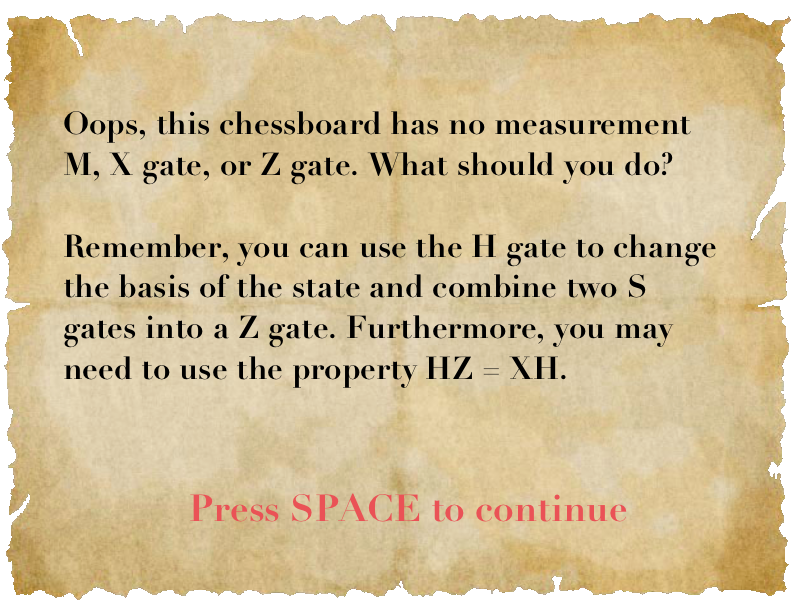 Oops, this chessboard has no measurement
M, X gate, or Z gate. What should you do?
Remember, you can use the H gate to change
the basis of the state and combine two S
gates into a Z gate. Furthermore, you may
need to use the property HZ = XH.
Press SPACE to continue